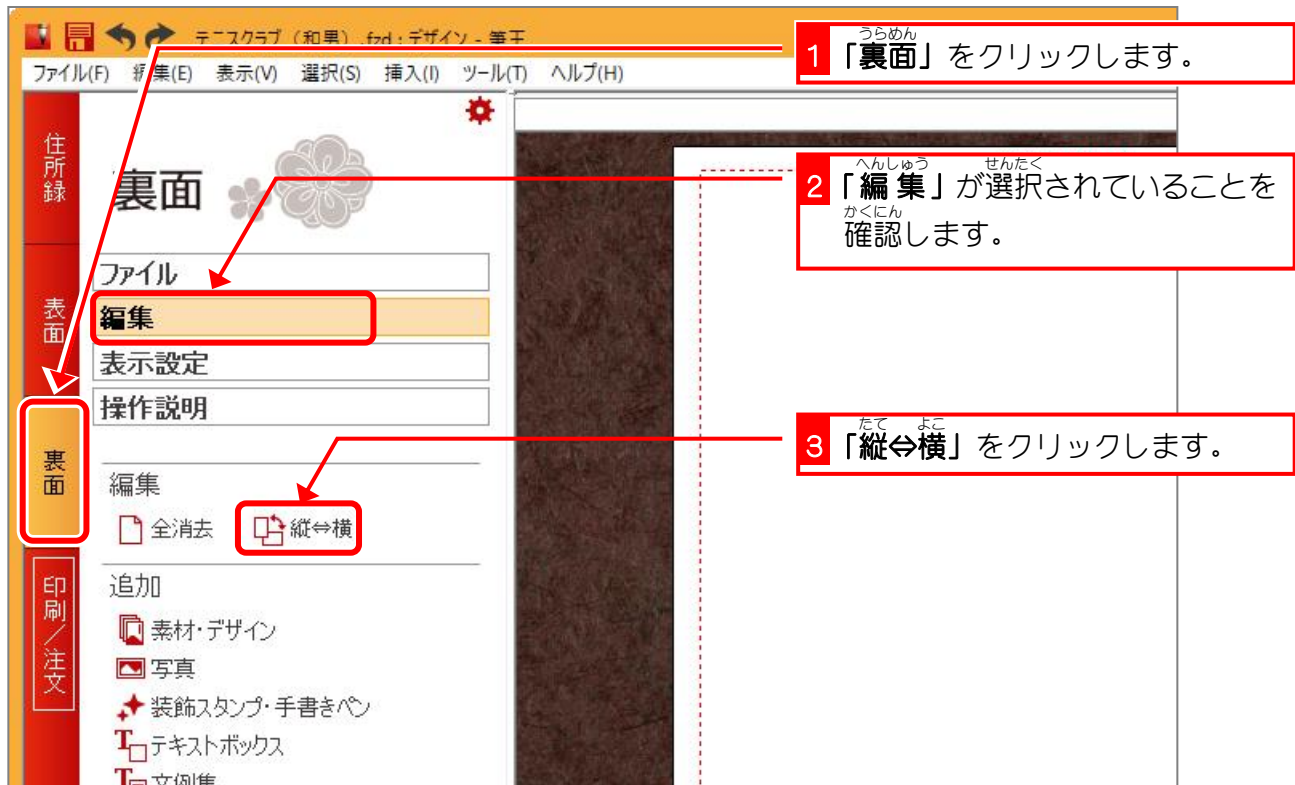 テニスクラブ（和男）.fzd : デザイン - 筆王
ファイル(F) 編集(E) 表示(V) 選択(S) 挿入(I) ツール(T) ヘルプ(H)
住所録
表面
裏面
印刷／注文
裏面
ファイル
編集
表示設定
操作説明
編集
全消去 縦⇔横
追加
素材・デザイン
写真
装飾スタンプ・手書きペン
テキストボックス
文例集
うらめん
1 「裏面」をクリックします。
へんしゅう せんたく
2 「編集」が選択されていることを
かくにん
確認します。
たて よこ
3 「縦⇔横」をクリックします。